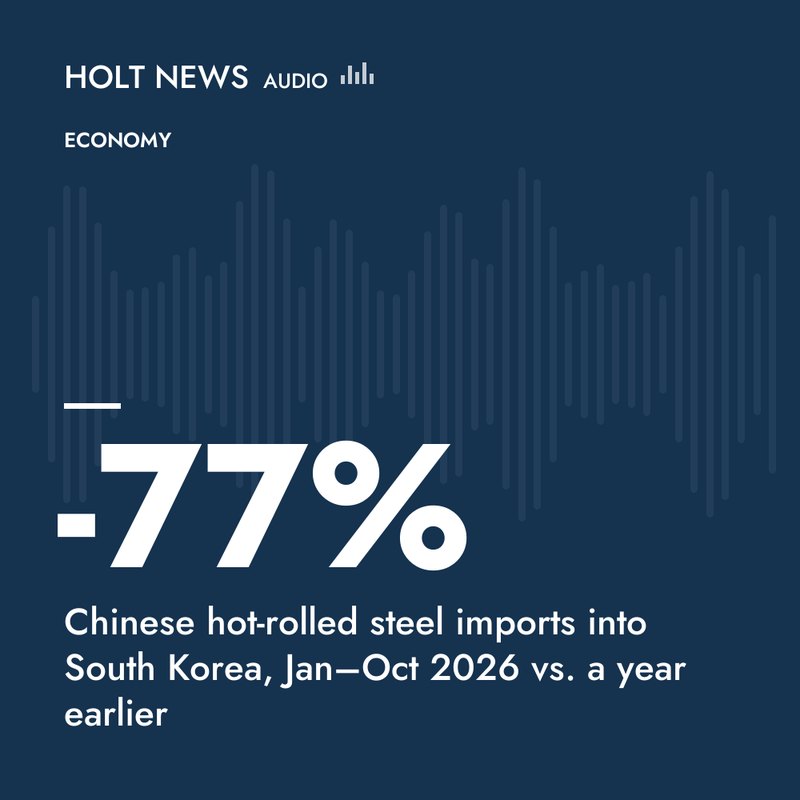 HOLT NEWS AUDIO
ECONOMY
-77%
Chinese hot-rolled steel imports into
South Korea, Jan–Oct 2026 vs. a year
earlier